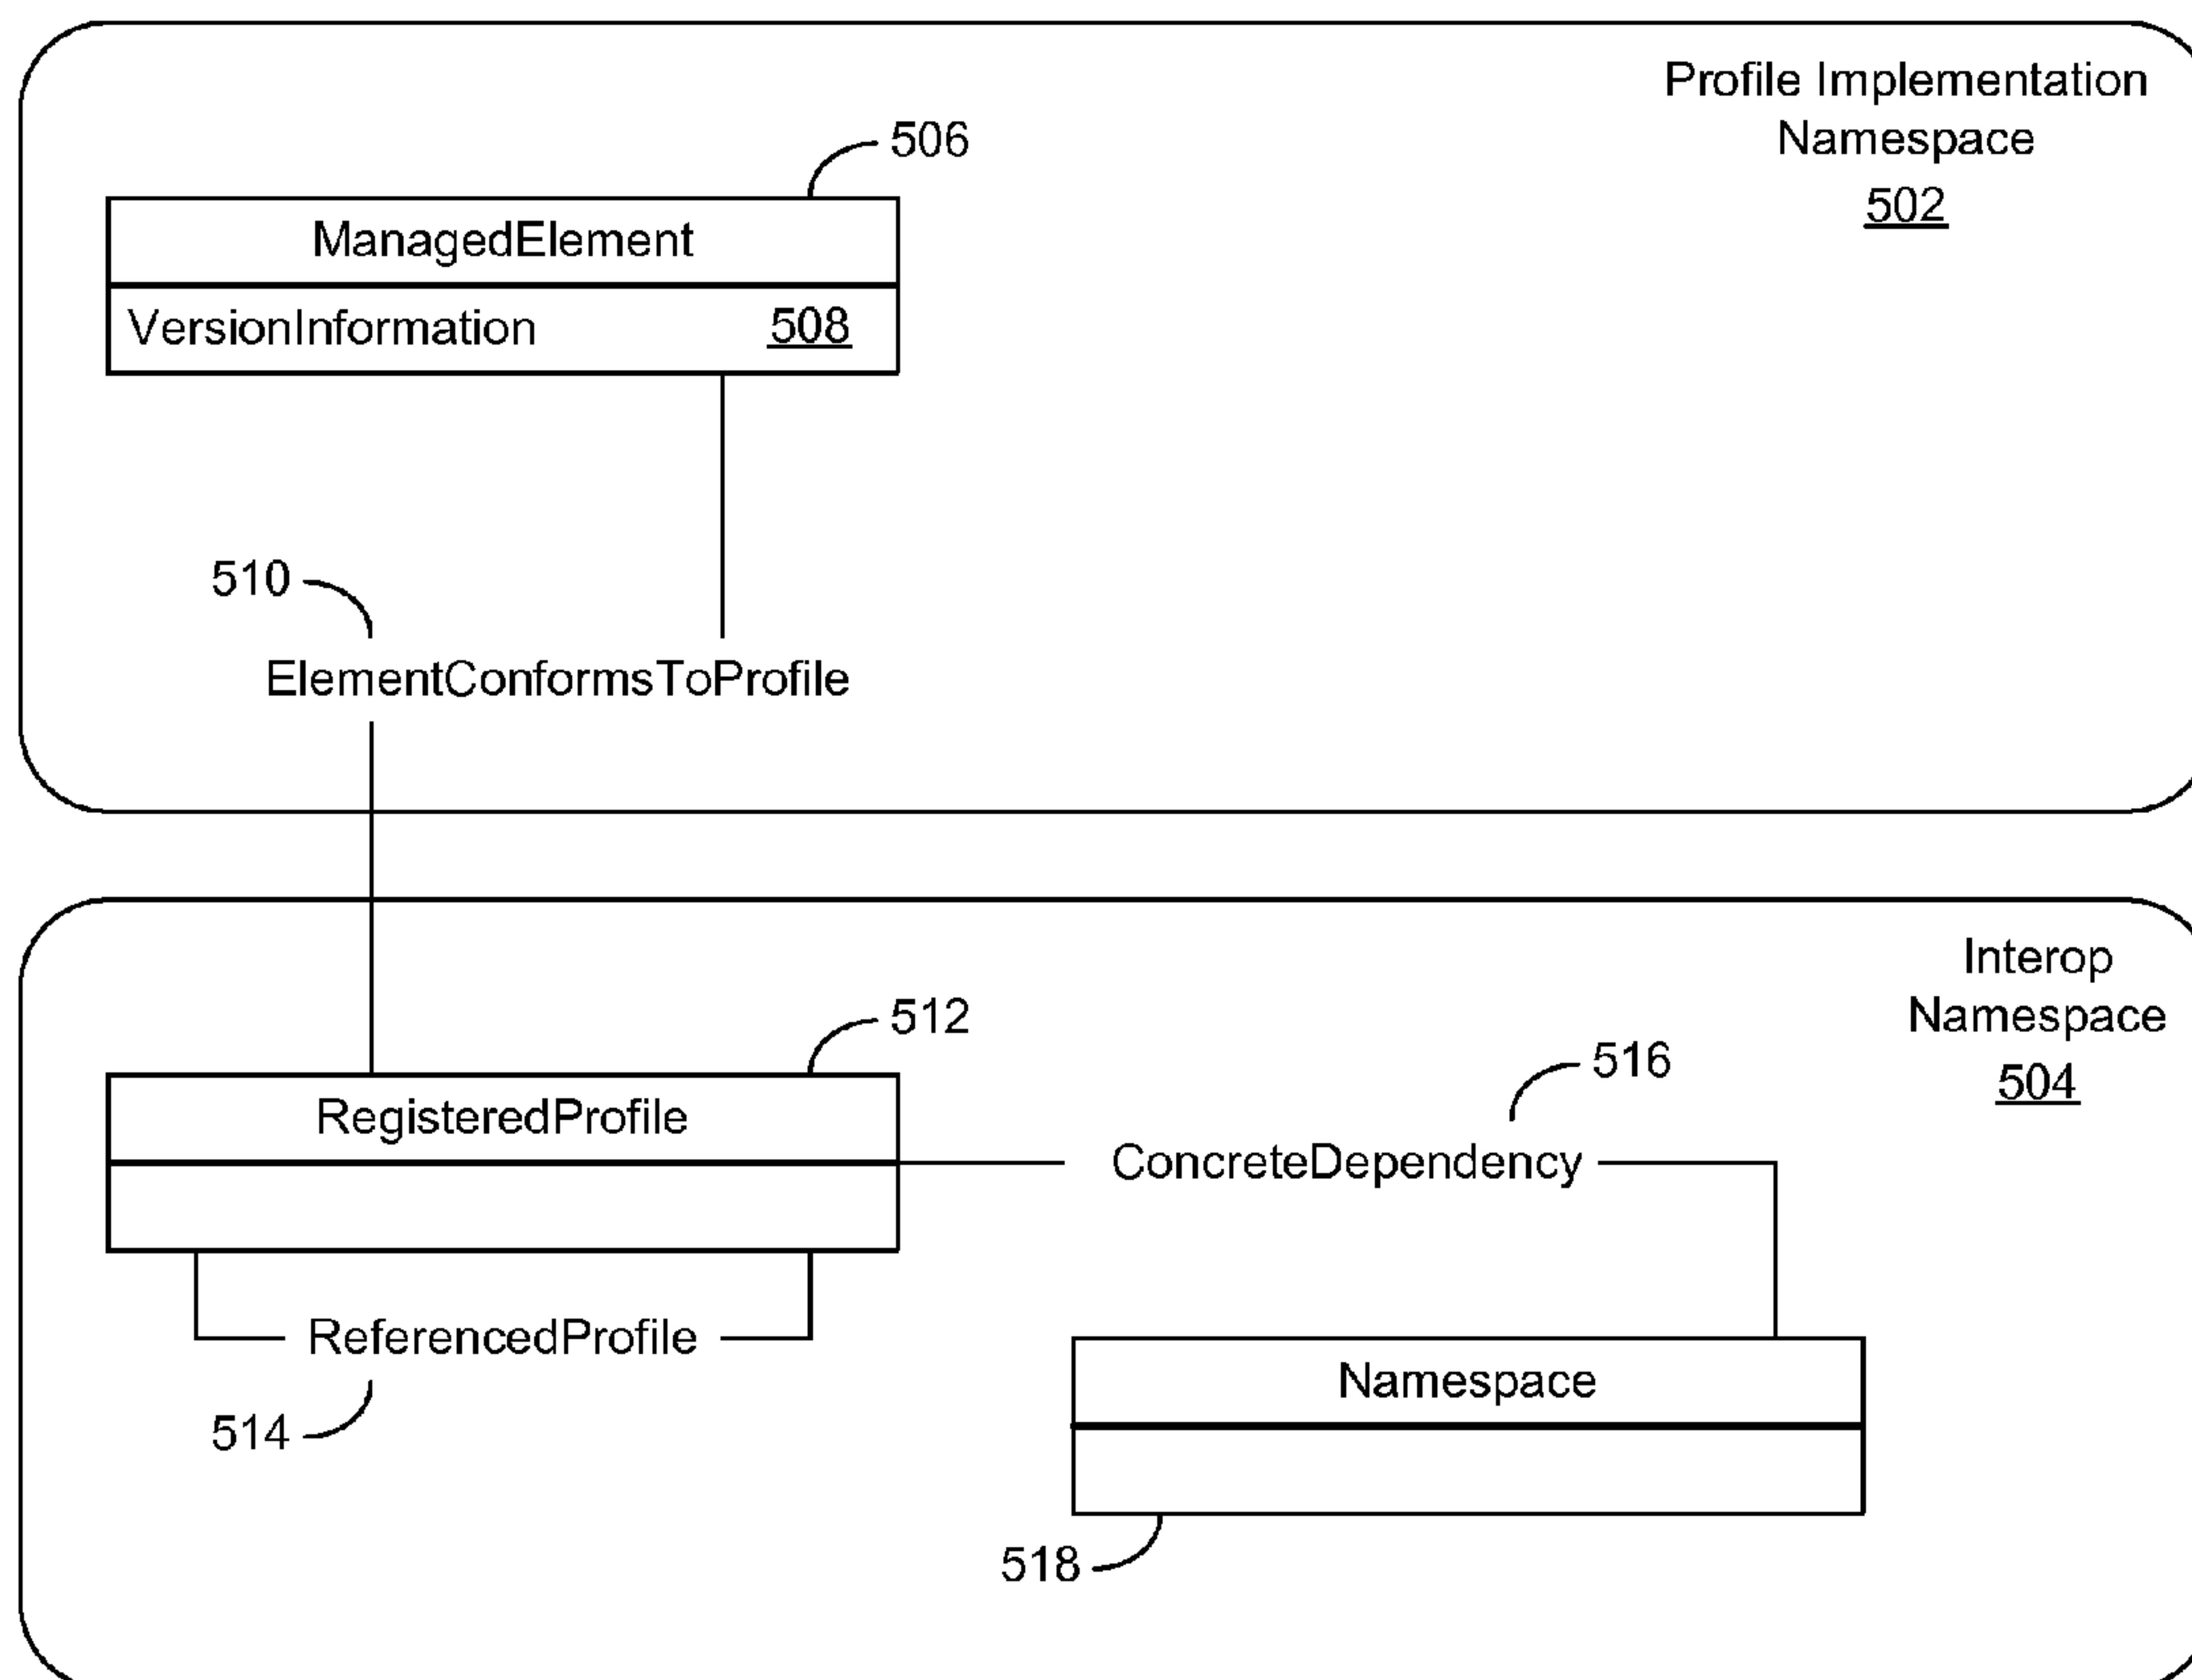 Profile Implementation
Namespace
502
506
ManagedElement
VersionInformation 508
510
ElementConformsToProfile
Interop
Namespace
504
512
516
RegisteredProfile
ConcreteDependency
ReferencedProfile
514
Namespace
518